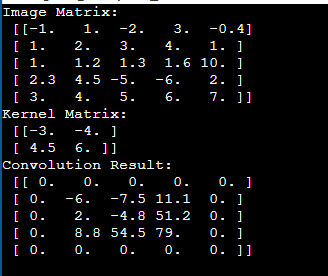 Image Matrix:
[[-1.   1.  -2.   3.  -0.4]
[ 1.   2.   3.   4.   1. ]
[ 1.   1.2  1.3  1.6 10. ]
[ 2.3  4.5 -5.  -6.   2. ]
[ 3.   4.   5.   6.   7. ]]
Kernel Matrix:
[[-3.  -4. ]
[ 4.5  6. ]]
Convolution Result:
[[ 0.   0.   0.   0.   0. ]
[ 0.  -6.  -7.5 11.1  0. ]
[ 0.   2.  -4.8 51.2  0. ]
[ 0.   8.8 54.5 79.   0. ]
[ 0.   0.   0.   0.   0. ]]